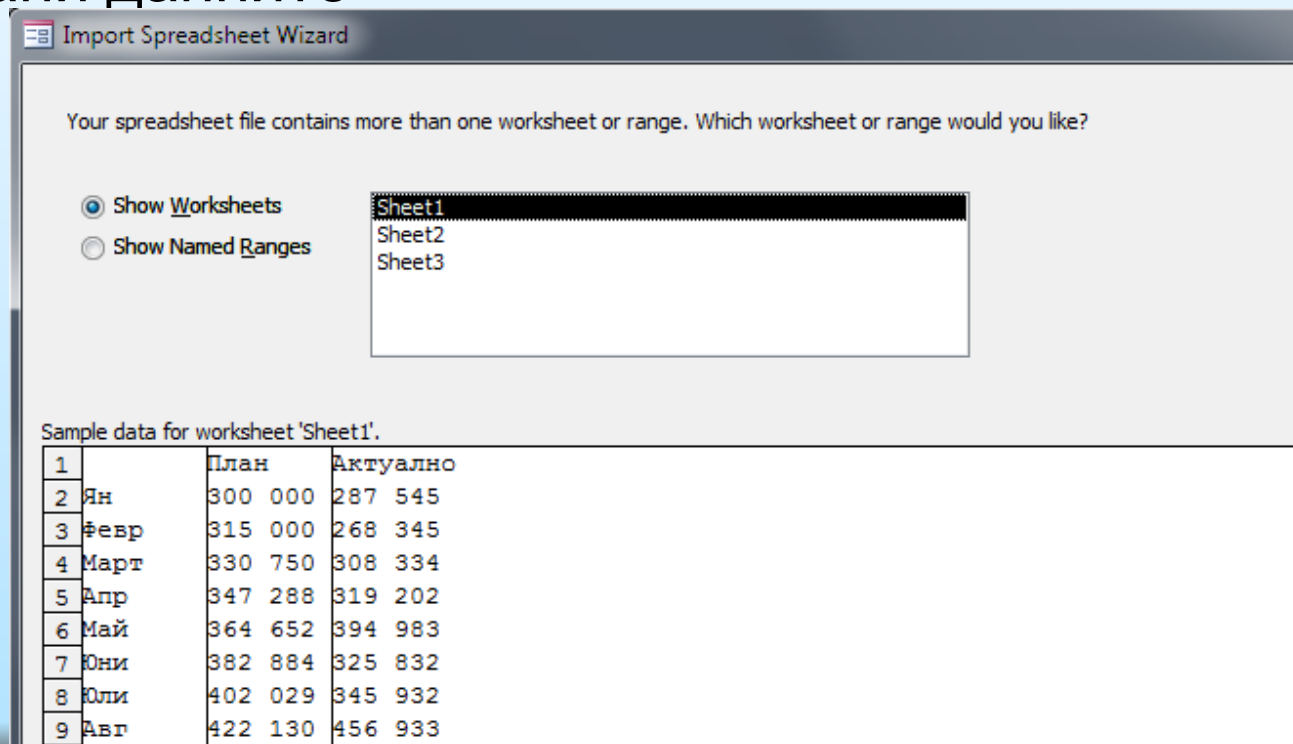 данните
Import Spreadsheet Wizard
Your spreadsheet file contains more than one worksheet or range. Which worksheet or range would you like?
Show Worksheets
Show Named Ranges
Sheet1
Sheet2
Sheet3
Sample data for worksheet 'Sheet1'.
1 План Актуално
2 Ян 300 000 287 545
3 Февр 315 000 268 345
4 Март 330 750 308 334
5 Апр 347 288 319 202
6 Май 364 652 394 983
7 Юни 382 884 325 832
8 Юли 402 029 345 932
9 Авг 422 130 456 933